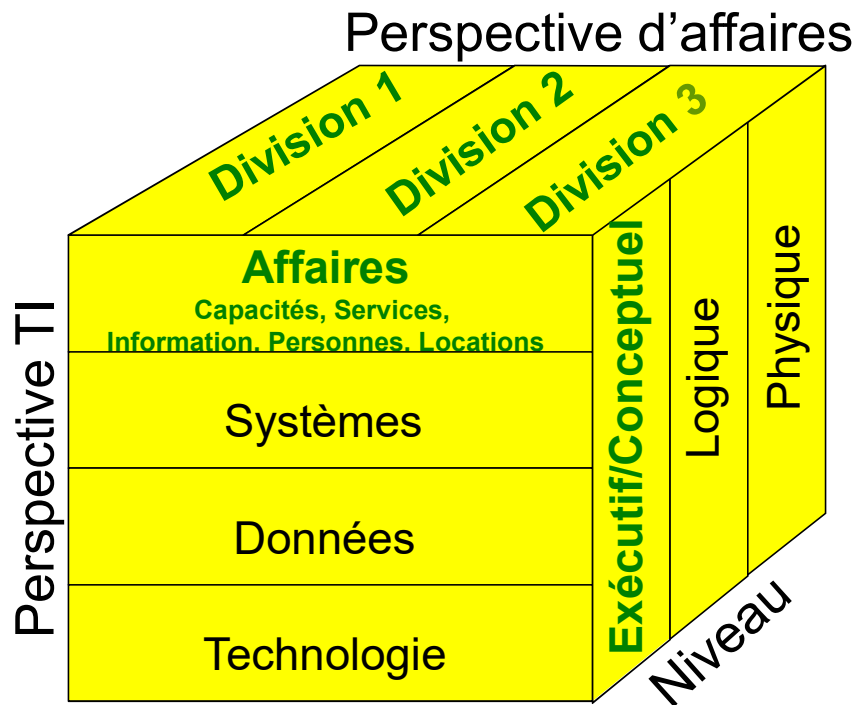 Perspective d’affaires
Division 1
Division 2
Division 3
Perspective TI
Affaires
Capacités, Services,
Information, Personnes, Locations
Systèmes
Données
Technologie
Exécutif/Conceptuel
Logique
Physique
Niveau